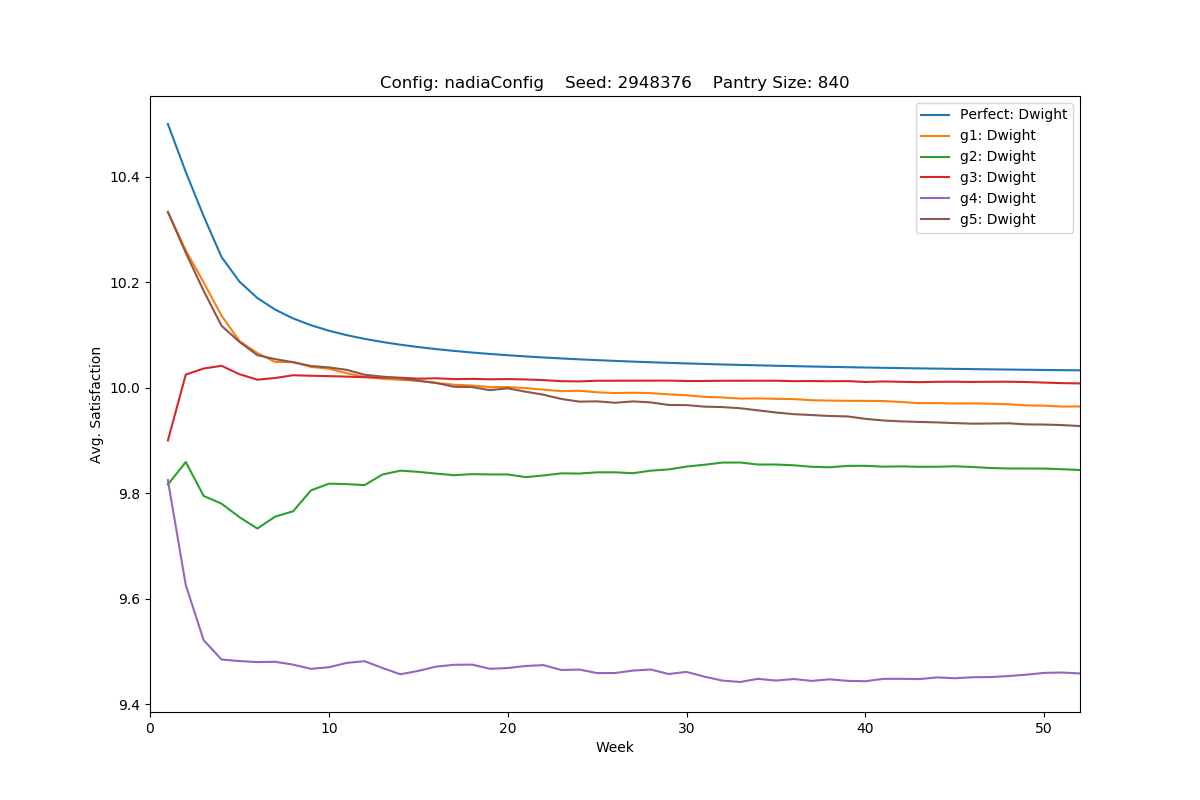 Config: nadiaConfig    Seed: 2948376    Pantry Size: 840
Perfect: Dwight
g1: Dwight
g2: Dwight
g3: Dwight
g4: Dwight
g5: Dwight
Avg. Satisfaction
10.4
10.2
10.0
9.8
9.6
9.4
0 10 20 30 40 50
Week